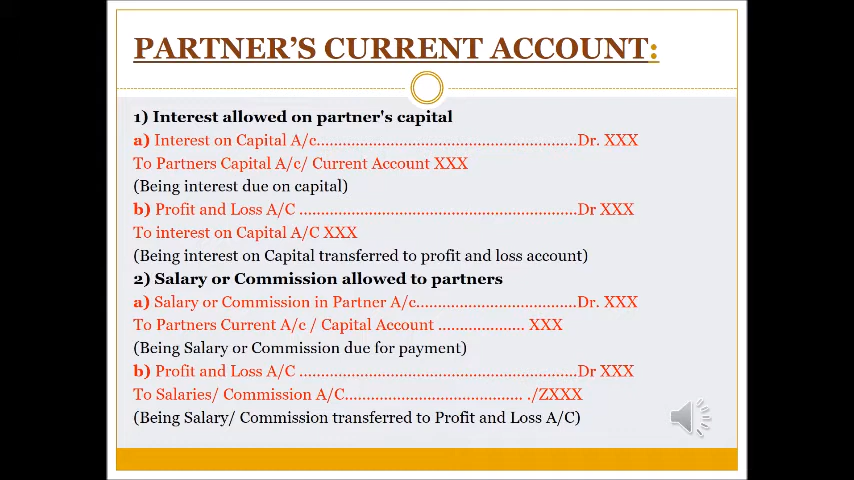 PARTNER’S CURRENT ACCOUNT:
1) Interest allowed on partner's capital
a) Interest on Capital A/c.................................................................Dr. XXX
To Partners Capital A/c/ Current Account XXX
(Being interest due on capital)
b) Profit and Loss A/C ......................................................................Dr XXX
To interest on Capital A/C XXX
(Being interest on Capital transferred to profit and loss account)
2) Salary or Commission allowed to partners
a) Salary or Commission in Partner A/c........................................Dr. XXX
To Partners Current A/c / Capital Account ...................... XXX
(Being Salary or Commission due for payment)
b) Profit and Loss A/C ......................................................................Dr XXX
To Salaries/ Commission A/C............................................. ./ZXXX
(Being Salary/ Commission transferred to Profit and Loss A/C)